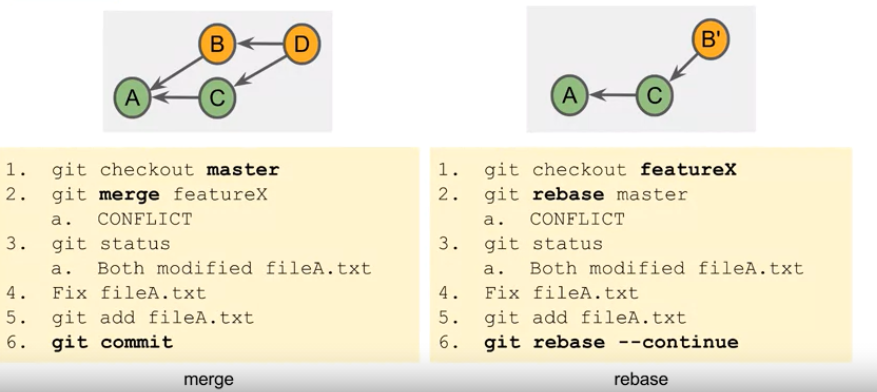 B
D
A
C
1. git checkout master
2. git merge featureX
a. CONFLICT
3. git status
a. Both modified fileA.txt
4. Fix fileA.txt
5. git add fileA.txt
6. git commit
merge
B'
A
C
1. git checkout featureX
2. git rebase master
a. CONFLICT
3. git status
a. Both modified fileA.txt
4. Fix fileA.txt
5. git add fileA.txt
6. git rebase --continue
rebase